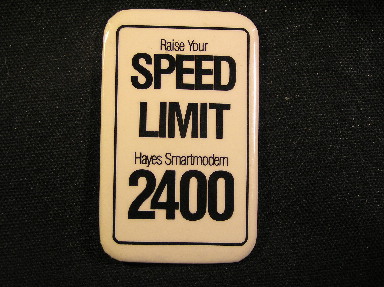 Raise Your
SPEED
LIMIT
Hayes Smartmodem
2400